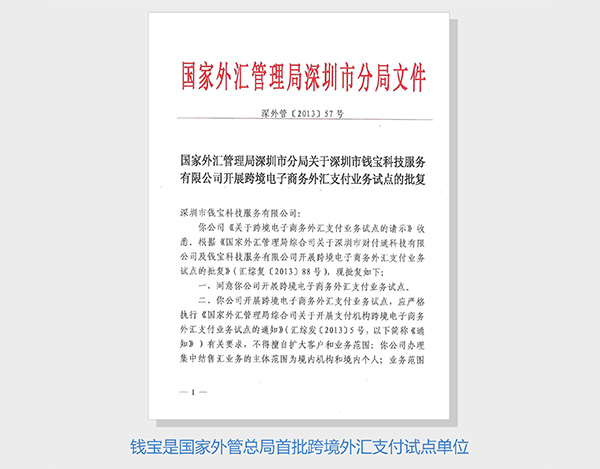 国家外汇管理局深圳市分局文件
深外管〔2013〕57号
国家外汇管理局深圳市分局关于深圳市钱宝科技服务
有限公司开展跨境电子商务外汇支付业务试点的批复
深圳市钱宝科技服务有限公司：
你公司《关于跨境电子商务外汇支付业务试点的请示》收
悉。根据《国家外汇管理局综合司关于深圳市财付通科技有限
公司及钱宝科技服务有限公司开展跨境电子商务外汇支付业务
试点的批复》（汇综复〔2013〕88号），现批复如下：
一、同意你公司开展跨境电子商务外汇支付业务试点。
二、你公司开展跨境电子商务外汇支付业务试点，应严格
执行《国家外汇管理局综合司关于开展支付机构跨境电子商务
外汇支付业务试点的通知》（汇综发〔2013〕5号，以下简称《通
知》）有关要求，不得擅自扩大客户和业务范围；你公司办理
集中结售汇业务的主体范围为境内机构和境内个人；业务范围
— 1 —
钱宝是国家外管总局首批跨境外汇支付试点单位